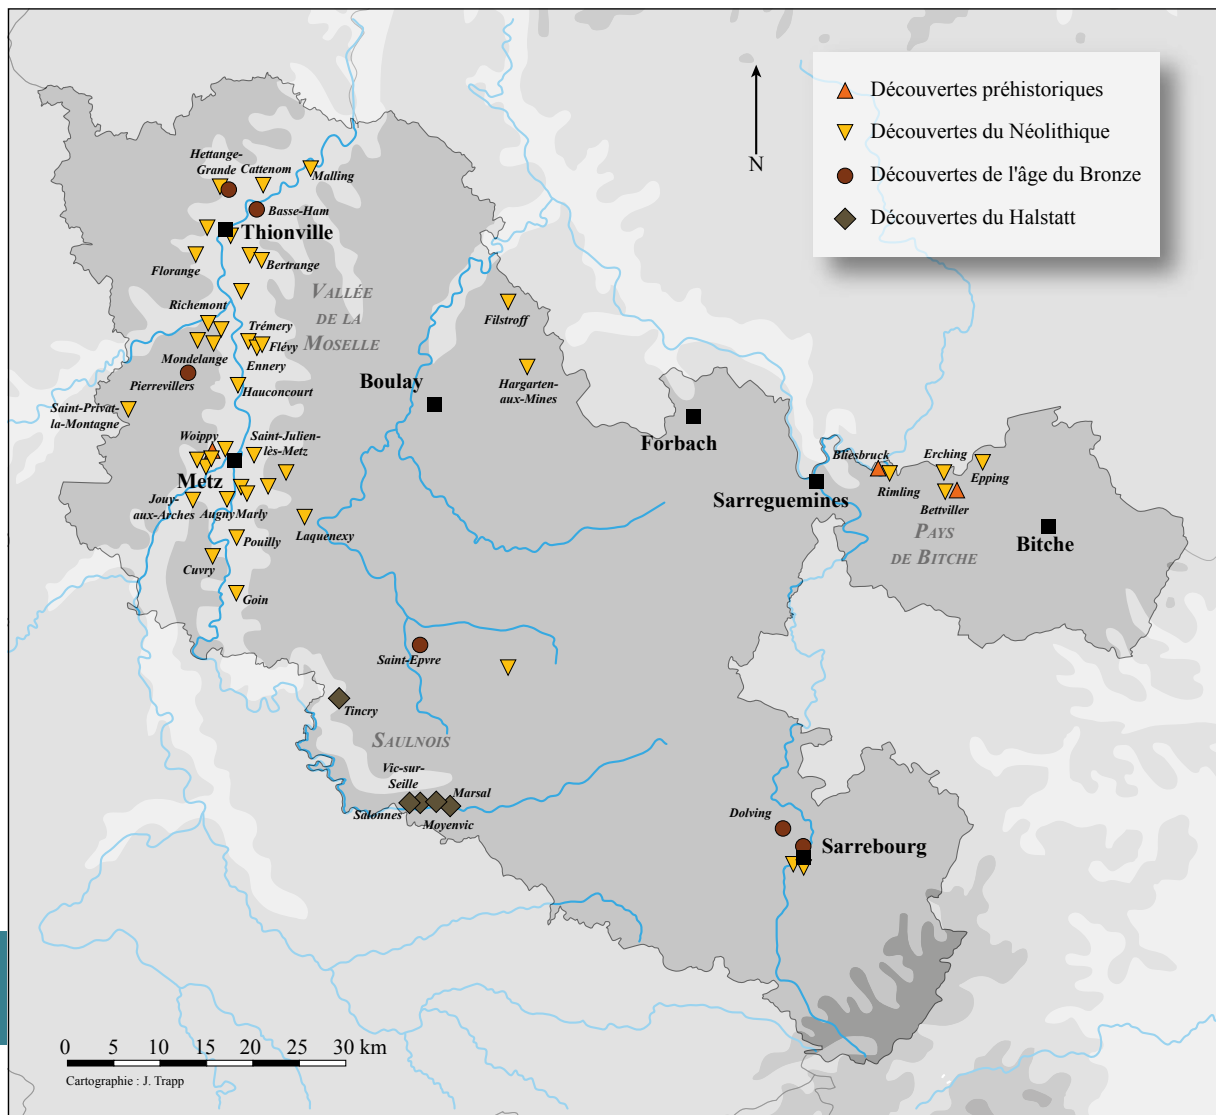 Découvertes préhistoriques
Découvertes du Néolithique
Découvertes de l'âge du Bronze
Découvertes du Halstatt
N
Hettange-
Grande
Cattenom
Malling
Basse-Ham
Thionville
Florange
Bertrange
VALLÉE
DE LA
MOSELLE
Richemont
Trémery
Flévy
Mondelange
Ennery
Pierrevillers
Hauconcourt
Saint-Privat-
la-Montagne
Woippy
Saint-Julien-
lès-Metz
Metz
Jouy-
aux-Arches
Augny
Marly
Laquenexy
Pouilly
Cuvry
Goin
Filstroff
Hargarten-
aux-Mines
Boulay
Forbach
Sarreguemines
Bliesbruck
Rimling
Erching
Epping
Bettviller
PAYS
DE BITCHE
Bitche
Saint-Epvre
Tincry
SAULNOIS
Vic-sur-
Seille
Marsal
Salonnes
Moyenvic
Dolving
Sarrebourg
0 5 10 15 20 25 30 km
Cartographie : J. Trapp